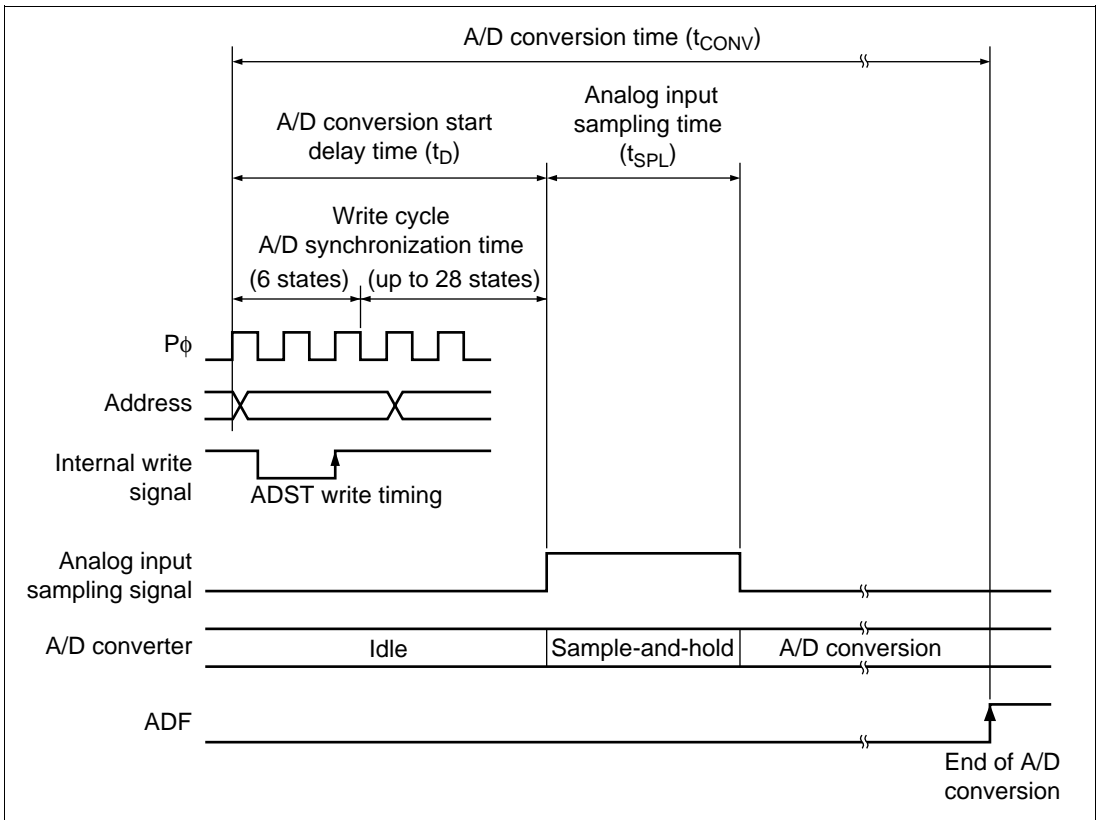 A/D conversion time (tCONV)
Analog input
sampling time
(tSPL)
A/D conversion start
delay time (tD)
Write cycle
A/D synchronization time
(6 states) (up to 28 states)
Pϕ
Address
Internal write
signal
ADST write timing
Analog input
sampling signal
A/D converter
Idle
Sample-and-hold
A/D conversion
ADF
End of A/D
conversion